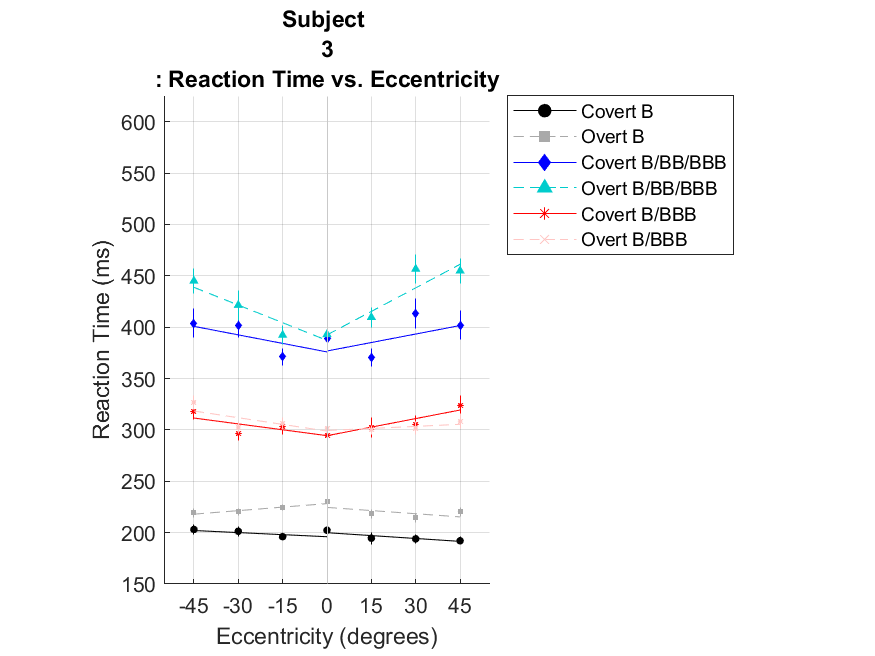 Subject
3
: Reaction Time vs. Eccentricity
Covert B
Overt B
Covert B/BB/BBB
Overt B/BB/BBB
Covert B/BBB
Overt B/BBB
Reaction Time (ms)
600
550
500
450
400
350
300
250
200
150
-45 -30 -15 0 15 30 45
Eccentricity (degrees)